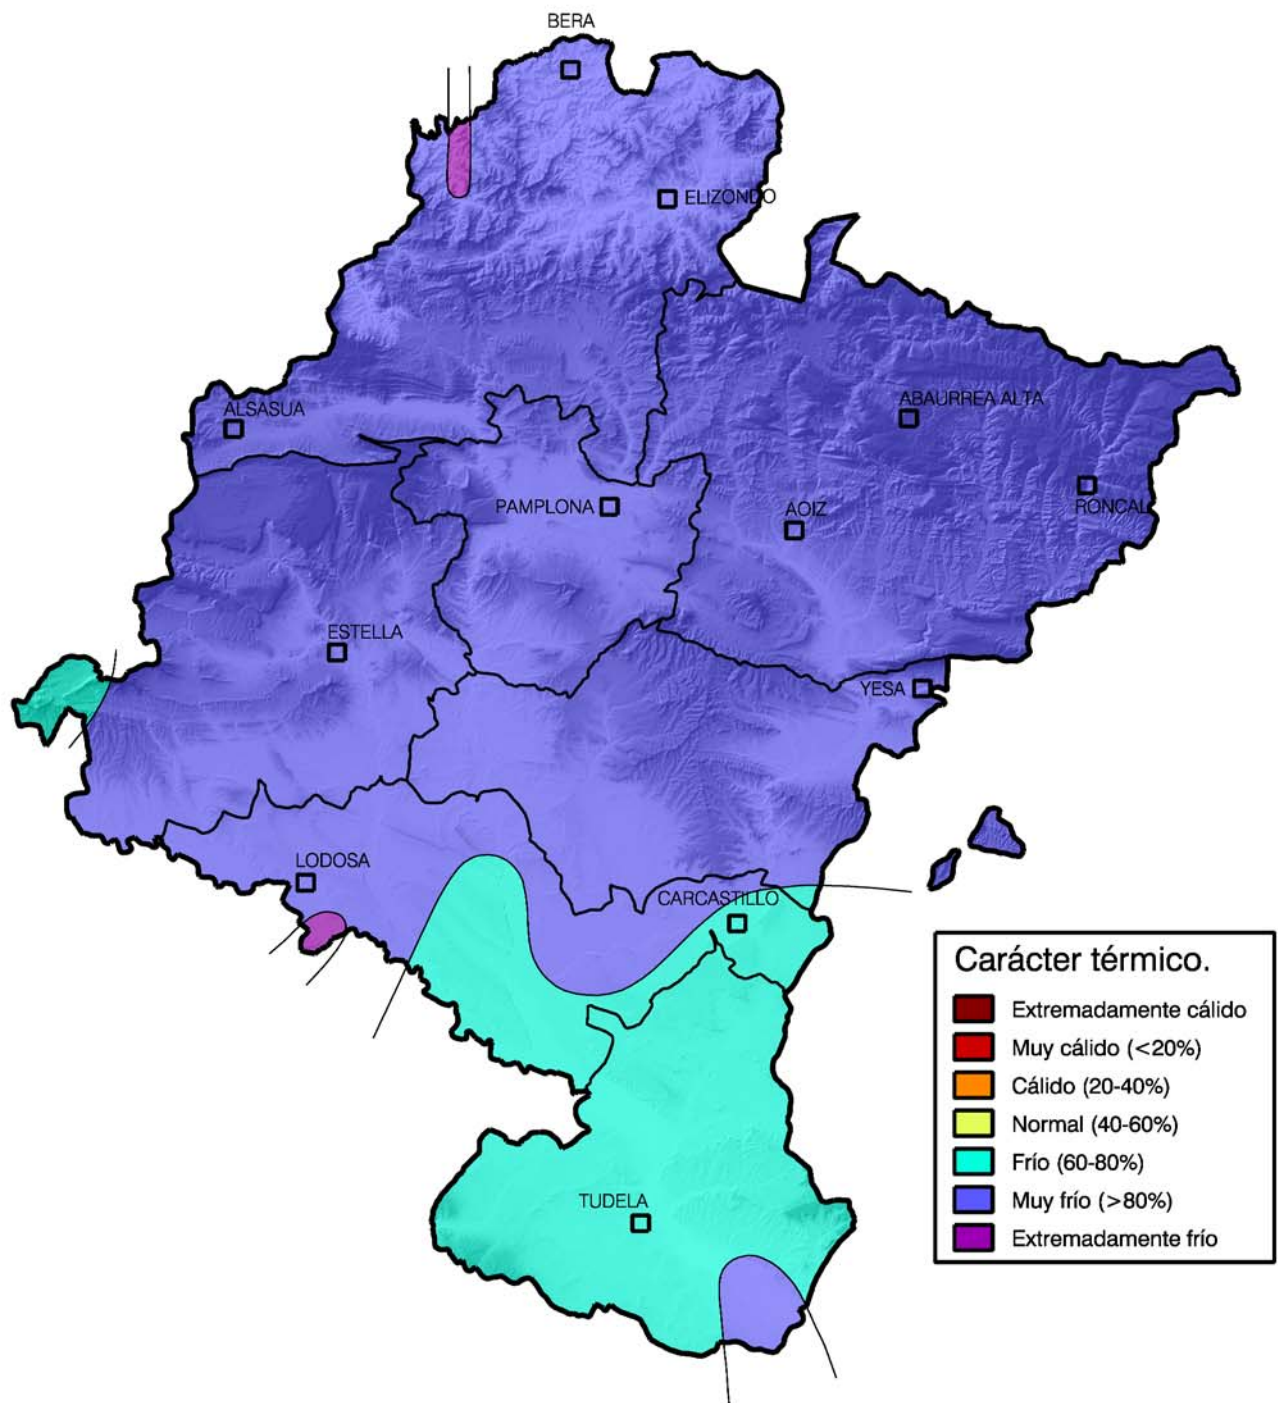 BERA
ELIZONDO
ABAURREA ALTA
ALSASUA
PAMPLONA
AOIZ
RONCAL
ESTELLA
YESA
LODOSA
CARCASTILLO
TUDELA
Carácter térmico.
Extremadamente cálido
Muy cálido (<20%)
Cálido (20-40%)
Normal (40-60%)
Frío (60-80%)
Muy frío (>80%)
Extremadamente frío